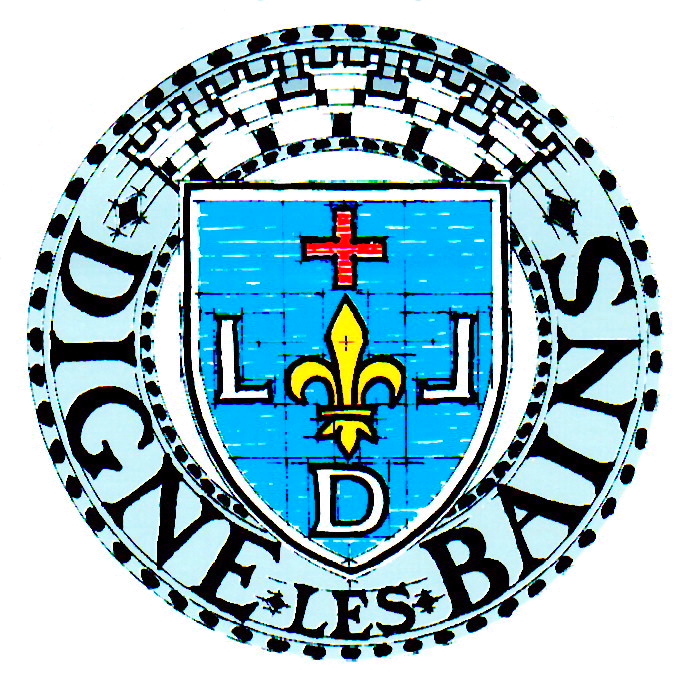 DIGNE · LES · BAINS
L ⅃
D